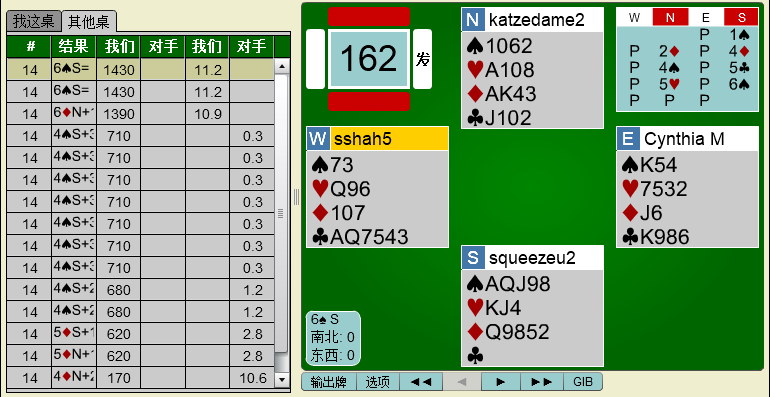 我这桌 其他桌
# 结果 我们 对手 我们 对手
14 6♠S= 1430 11.2
14 6♠S= 1430 11.2
14 6♦N+1 1390 10.9
14 4♠S+3 710 0.3
14 4♠S+3 710 0.3
14 4♠S+3 710 0.3
14 4♠S+3 710 0.3
14 4♠S+3 710 0.3
14 4♠S+3 710 0.3
14 4♠S+3 710 0.3
14 4♠S+2 680 1.2
14 4♠S+2 680 1.2
14 5♦S+1 620 2.8
14 5♦N+1 620 2.8
14 4♦N+2 170 10.6
162 发
N katzedame2
♠1062
♥A108
♦AK43
♣J102
W N E S
P 1♠
P 2♦ P 4♦
P 4♠ P 5♣
P 5♥ P 6♠
P P P
W sshah5
♠73
♥Q96
♦107
♣AQ7543
E Cynthia M
♠K54
♥7532
♦J6
♣K986
S squeezeu2
♠AQJ98
♥KJ4
♦Q9852
♣
6♠ S
南北: 0
东西: 0
输出牌 选项 ◄◄ ◄ ► ►► GIB